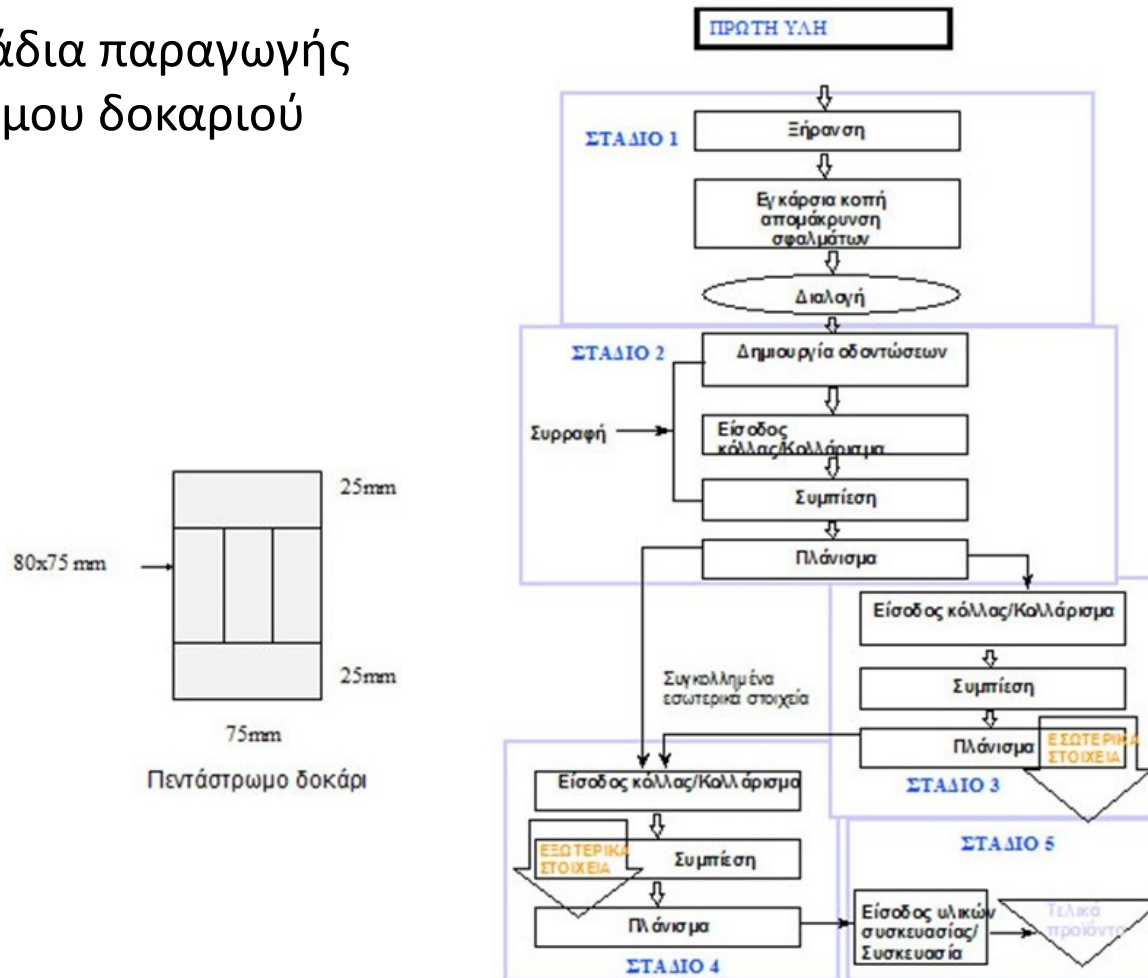 άδια παραγωγής
μου δοκαριού
ΠΡΩΤΗ ΥΛΗ
ΣΤΑΔΙΟ 1
Ξήρανση
Εγκάρσια κοπή
απομάκρυνση
σφαλμάτων
Διαλογή
ΣΤΑΔΙΟ 2
Δημιουργία οδοντώσεων
Συρραφή
Είσοδος
κόλλας/Κολλάρισμα
Συμπίεση
Πλάνισμα
25mm
80x75 mm
25mm
75mm
Πεντάστρωμο δοκάρι
Είσοδος κόλλας/Κολλάρισμα
Συμπίεση
Πλάνισμα
ΕΣΩΤΕΡΙΚΑ
ΣΤΟΙΧΕΙΑ
ΣΤΑΔΙΟ 3
Συγκολλημένα
εσωτερικά στοιχεία
Είσοδος κόλλας/Κολλάρισμα
ΕΞΩΤΕΡΙΚΑ
ΣΤΟΙΧΕΙΑ
Συμπίεση
Πλάνισμα
ΣΤΑΔΙΟ 4
ΣΤΑΔΙΟ 5
Είσοδος υλικών
συσκευασίας/
Συσκευασία
Τελικά
προϊόντα